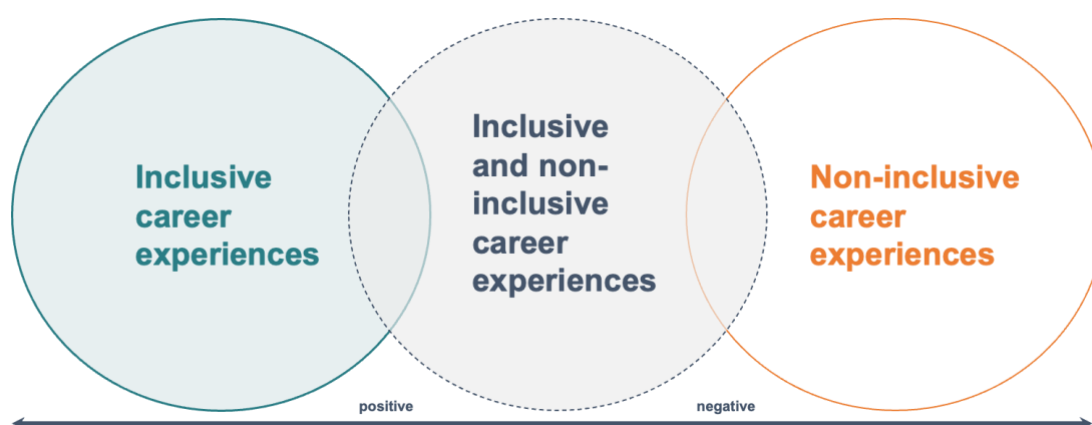 Inclusive
career
experiences
Inclusive
and non-
inclusive
career
experiences
Non-inclusive
career
experiences
positive
negative